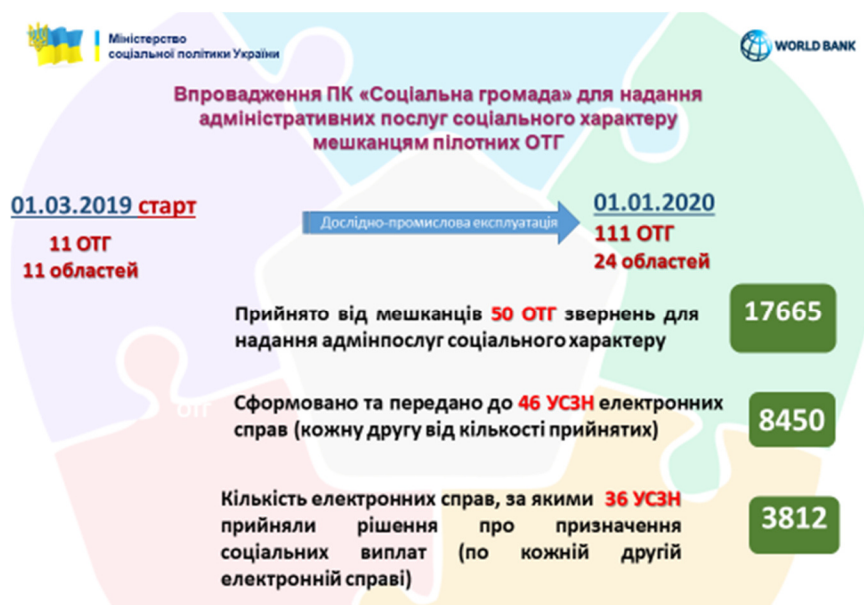 Міністерство
соціальної політики України
WORLD BANK
Впровадження ПК «Соціальна громада» для надання
адміністративних послуг соціального характеру
мешканцям пілотних ОТГ
01.03.2019 старт
11 ОТГ
11 областей
Дослідно-промислова експлуатація
01.01.2020
111 ОТГ
24 областей
Прийнято від мешканців 50 ОТГ звернень для
надання адмінпослуг соціального характеру
17665
Сформовано та передано до 46 УСЗН електронних
справ (кожну другу від кількості прийнятих)
8450
Кількість електронних справ, за якими 36 УСЗН
прийняли рішення про призначення
соціальних виплат (по кожній другій
електронній справі)
3812